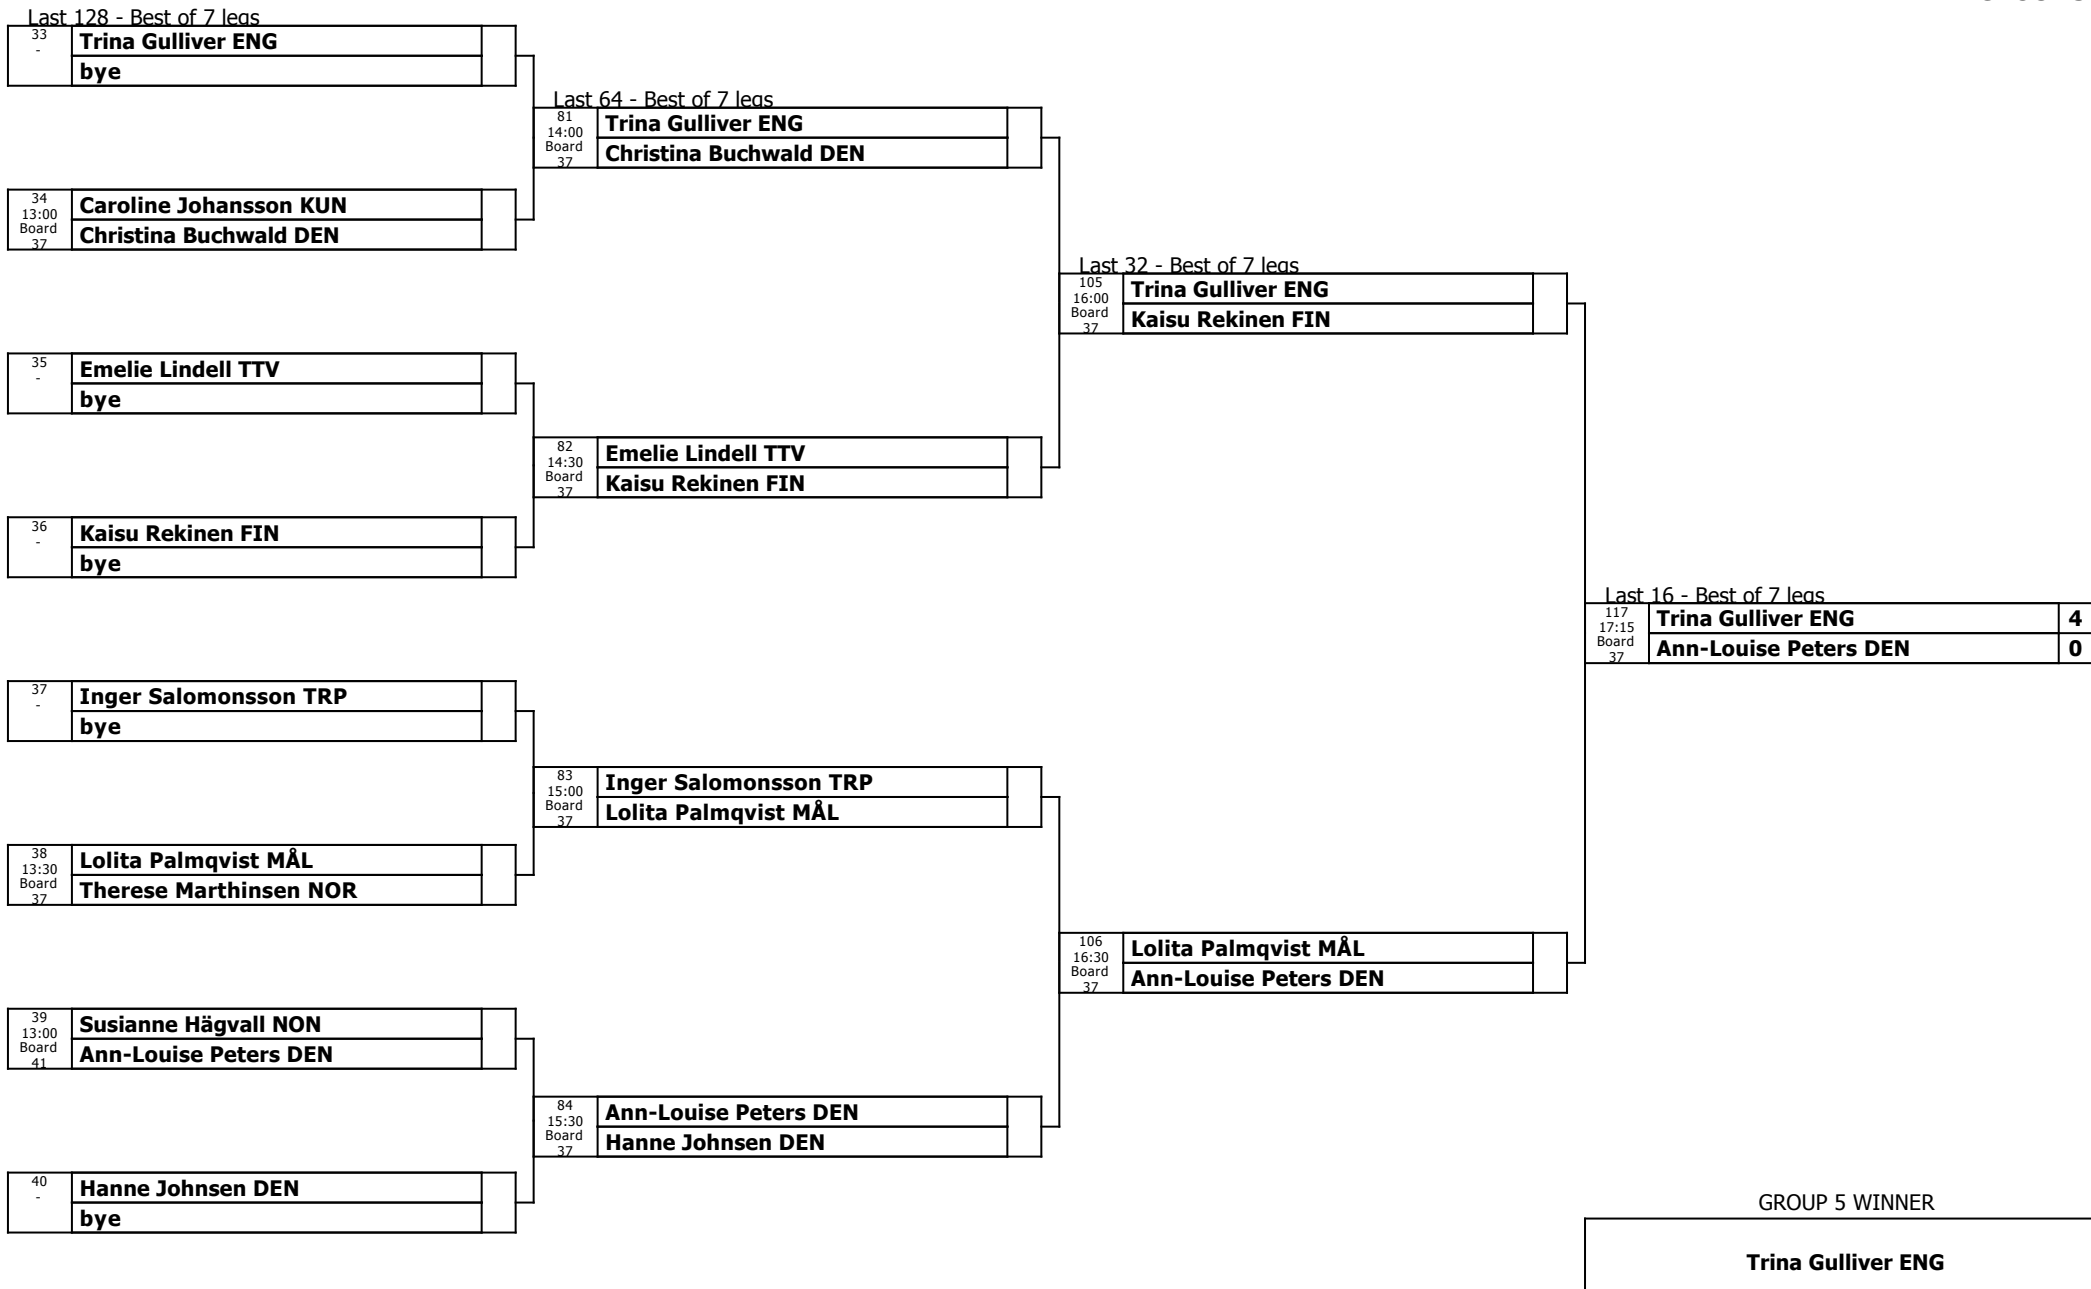 Last 128 - Best of 7 legs
33
-
Trina Gulliver ENG
bye
34
13:00
Board
37
Caroline Johansson KUN
Christina Buchwald DEN
35
-
Emelie Lindell TTV
bye
36
-
Kaisu Rekinen FIN
bye
37
-
Inger Salomonsson TRP
bye
38
13:30
Board
37
Lolita Palmqvist MÅL
Therese Marthinsen NOR
39
13:00
Board
41
Susianne Hägvall NON
Ann-Louise Peters DEN
40
-
Hanne Johnsen DEN
bye
Last 64 - Best of 7 legs
81
14:00
Board
37
Trina Gulliver ENG
Christina Buchwald DEN
82
14:30
Board
37
Emelie Lindell TTV
Kaisu Rekinen FIN
83
15:00
Board
37
Inger Salomonsson TRP
Lolita Palmqvist MÅL
84
15:30
Board
37
Ann-Louise Peters DEN
Hanne Johnsen DEN
Last 32 - Best of 7 legs
105
16:00
Board
37
Trina Gulliver ENG
Kaisu Rekinen FIN
106
16:30
Board
37
Lolita Palmqvist MÅL
Ann-Louise Peters DEN
Last 16 - Best of 7 legs
117
17:15
Board
37
Trina Gulliver ENG 4
Ann-Louise Peters DEN 0
GROUP 5 WINNER
Trina Gulliver ENG